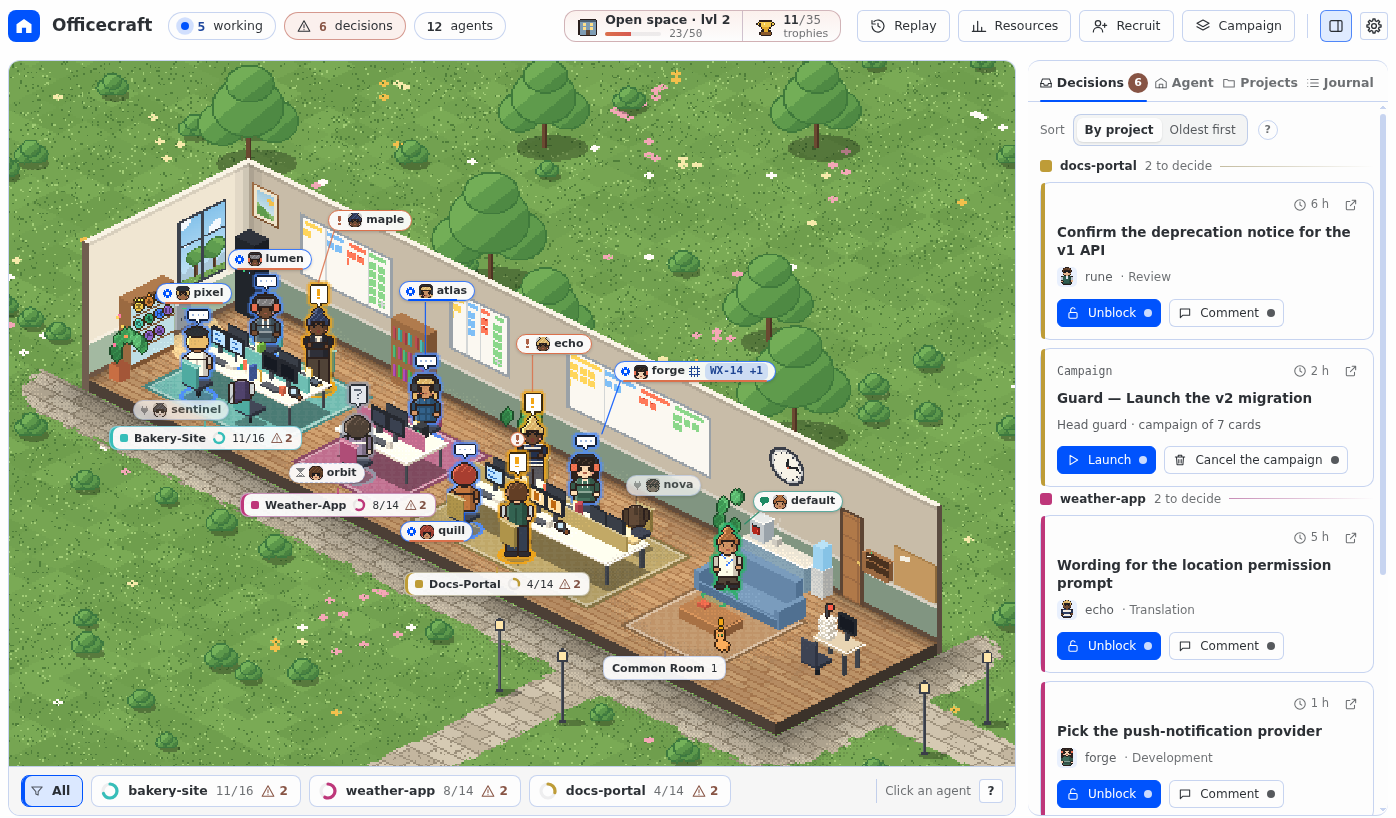 Officecraft
5 working
6 decisions
12 agents
Open space · lvl 2
23/50
11/35
trophies
Replay
Resources
Recruit
Campaign
maple
lumen
pixel
atlas
echo
forge WX-14 +1
sentinel
Bakery-Site 11/16 2
orbit
nova
default
Weather-App 8/14 2
quill
Docs-Portal 4/14 2
Common Room 1
All
bakery-site 11/16 2
weather-app 8/14 2
docs-portal 4/14 2
Click an agent ?
Decisions 6
Agent
Projects
Journal
Sort
By project
Oldest first
?
docs-portal 2 to decide
6 h
Confirm the deprecation notice for the
v1 API
rune · Review
Unblock
Comment
Campaign
2 h
Guard — Launch the v2 migration
Head guard · campaign of 7 cards
Launch
Cancel the campaign
weather-app 2 to decide
5 h
Wording for the location permission
prompt
echo · Translation
Unblock
Comment
1 h
Pick the push-notification provider
forge · Development
Unblock
Comment